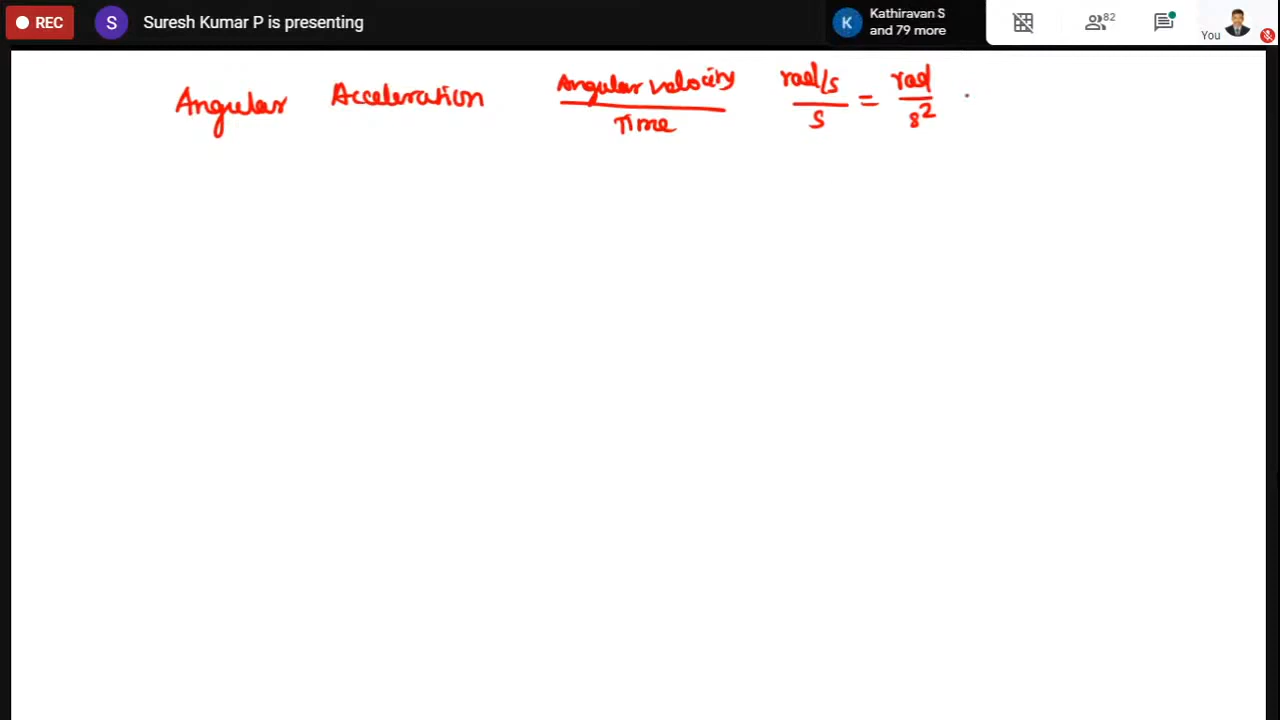 REC
S
Suresh Kumar P is presenting
K
Kathiravan S
and 79 more
82
You
Angular Acceleration Angular velocity / Time rad/s / s = rad / s²